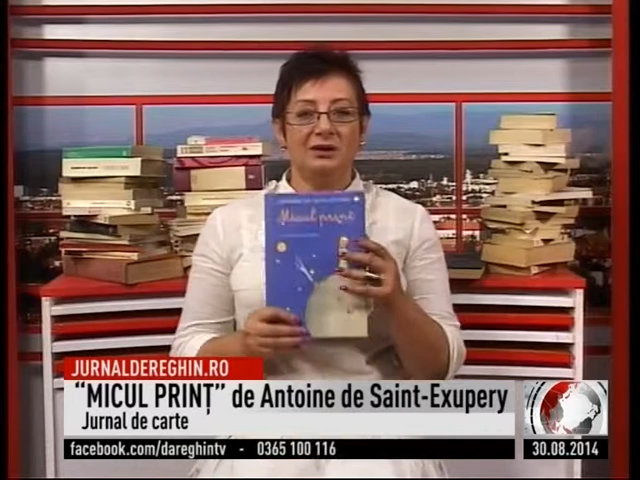 Micul prinţ
JURNALDEREGHIN.RO
“MICUL PRINȚ” de Antoine de Saint-Exupery
Jurnal de carte
facebook.com/dareghintv - 0365 100 116
30.08.2014